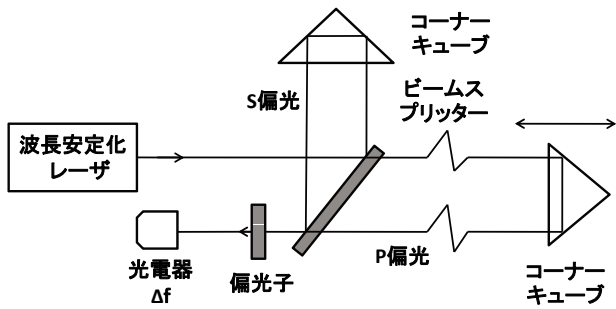 コーナー
キューブ
S偏光
ビームス
プリッター
波長安定化
レーザ
光電器
Δf
偏光子
P偏光
コーナー
キューブ